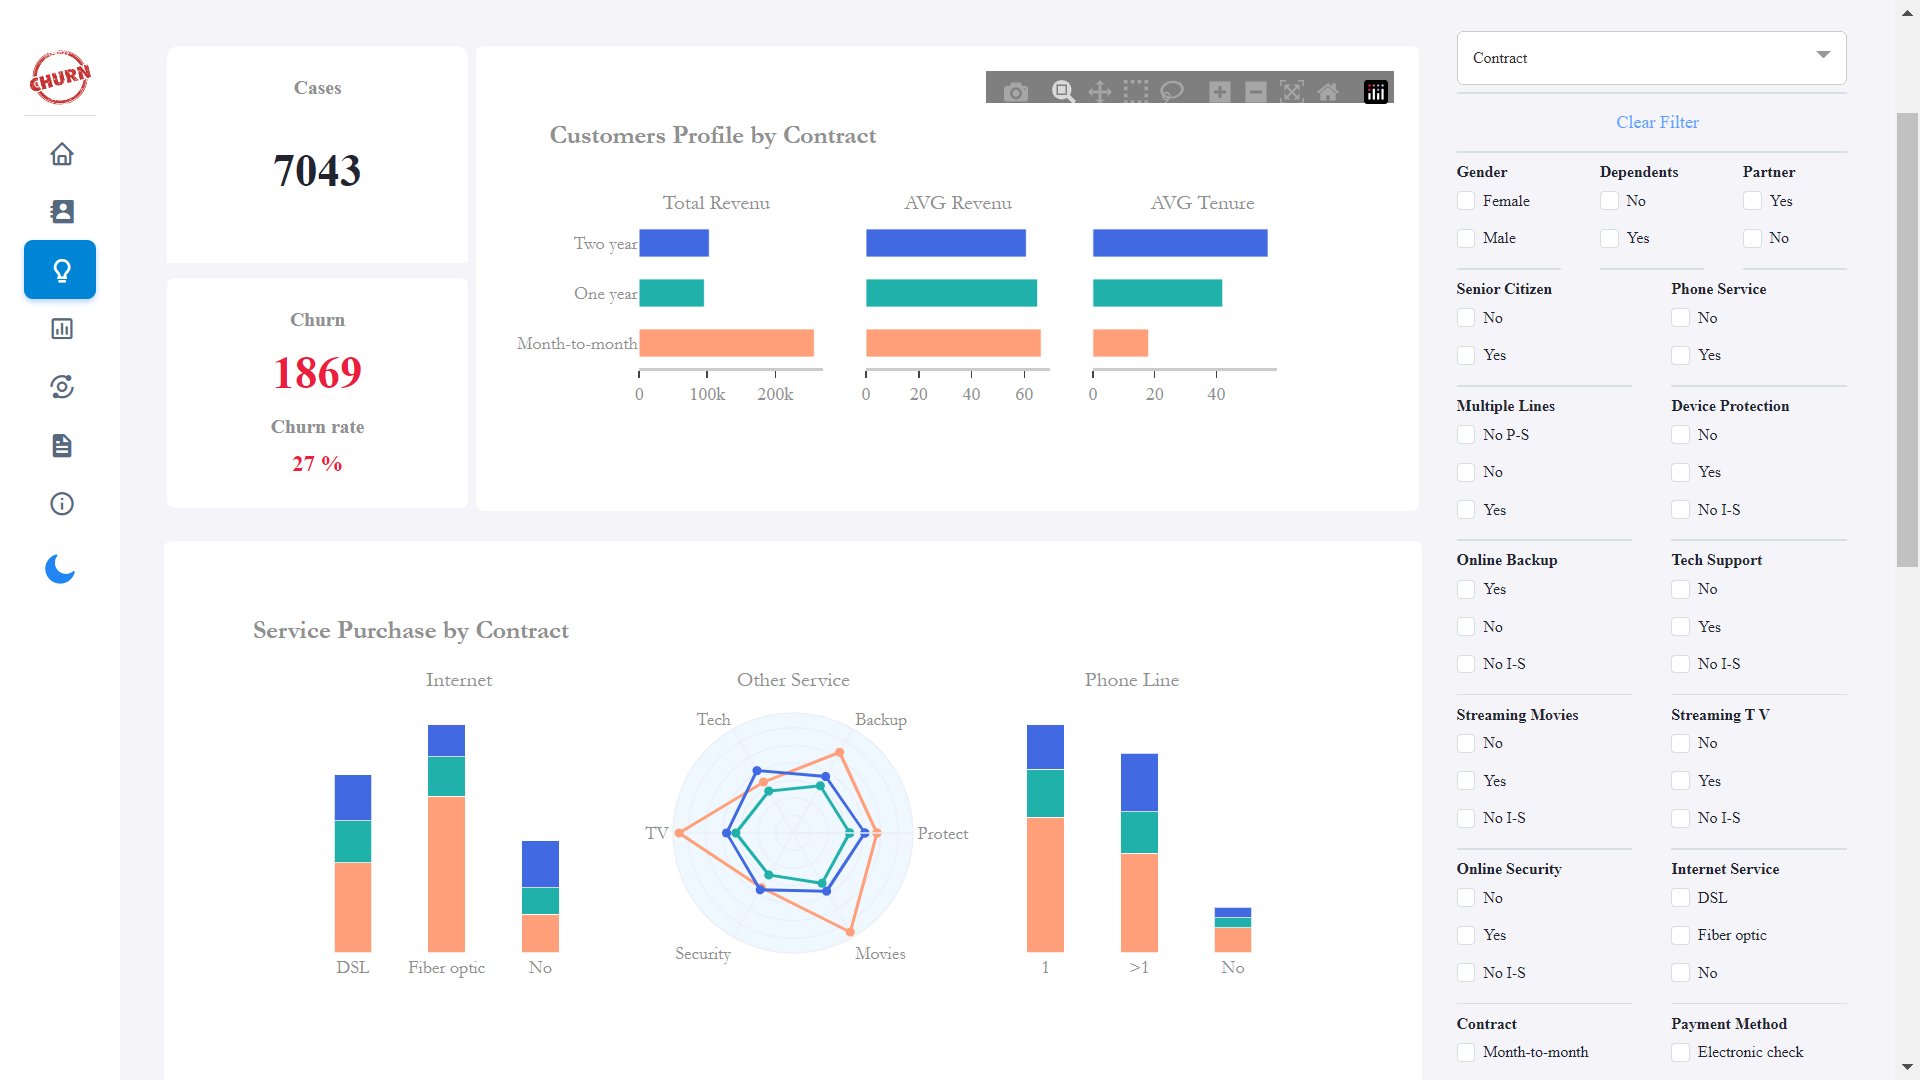 CHURN
Cases
7043
Churn
1869
Churn rate
27 %
Customers Profile by Contract
Total Revenu AVG Revenu AVG Tenure
Two year
One year
Month-to-month
0 100k 200k 0 20 40 60 0 20 40
Service Purchase by Contract
Internet Other Service Phone Line
Tech Backup
TV Protect
Security Movies
DSL Fiber optic No 1 >1 No
Contract
Clear Filter
Gender Dependents Partner
Female No Yes
Male Yes No
Senior Citizen Phone Service
No No
Yes Yes
Multiple Lines Device Protection
No P-S No
No Yes
Yes No I-S
Online Backup Tech Support
Yes No
No Yes
No I-S No I-S
Streaming Movies Streaming T V
No No
Yes Yes
No I-S No I-S
Online Security Internet Service
No DSL
Yes Fiber optic
No I-S No
Contract Payment Method
Month-to-month Electronic check